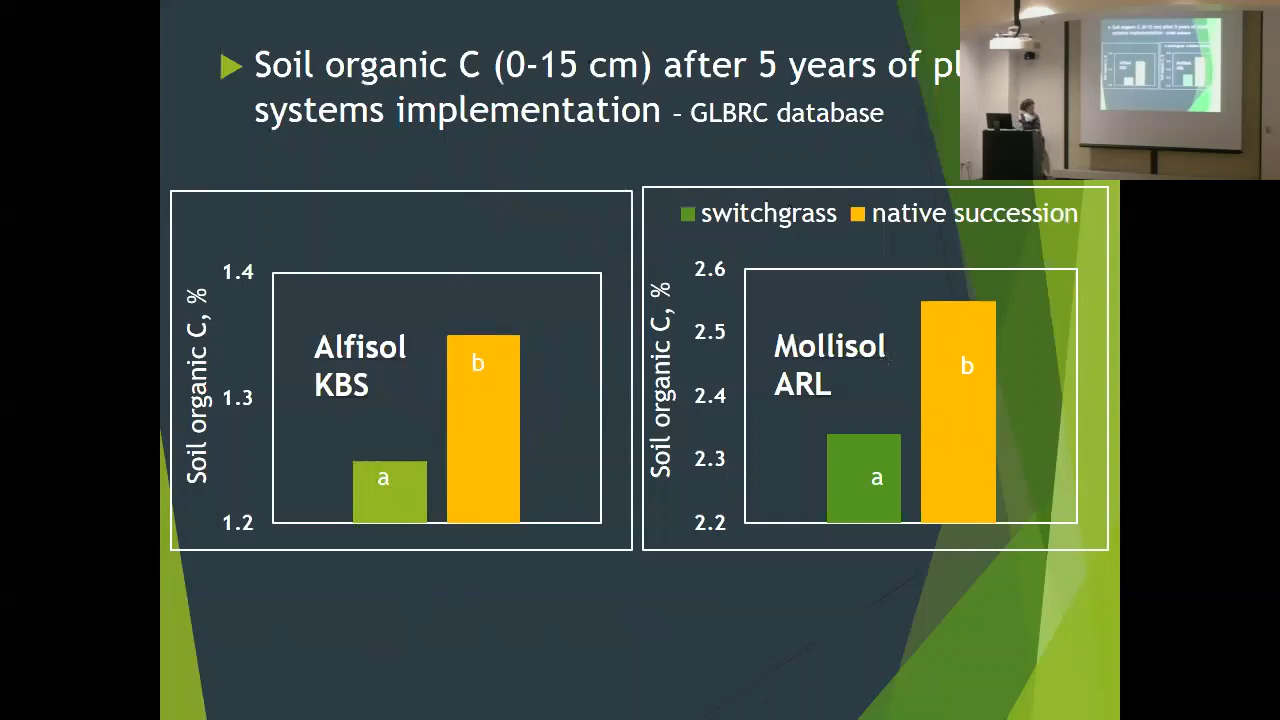 Soil organic C (0-15 cm) after 5 years of
systems implementation - GLBRC database
Soil organic C, %
1.4
1.3
1.2
Alfisol
KBS
a
b
switchgrass native succession
Soil organic C, %
2.6
2.5
2.4
2.3
2.2
Mollisol
ARL
a
b